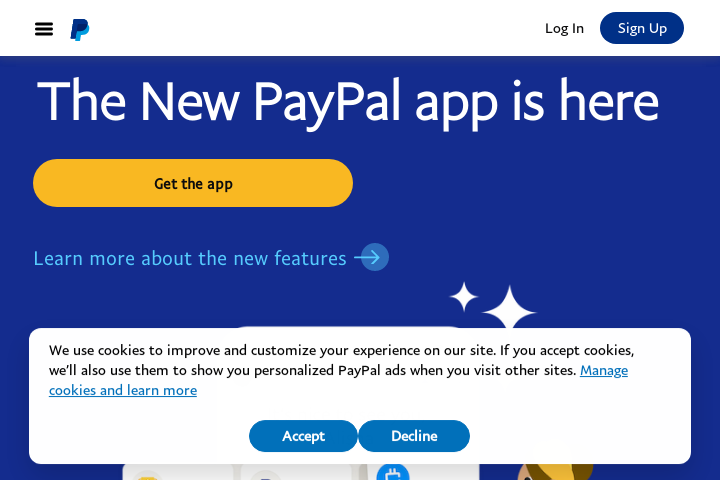 Log In
Sign Up
The New PayPal app is here
Get the app
Learn more about the new features
We use cookies to improve and customize your experience on our site. If you accept cookies,
we’ll also use them to show you personalized PayPal ads when you visit other sites. Manage
cookies and learn more
Accept
Decline